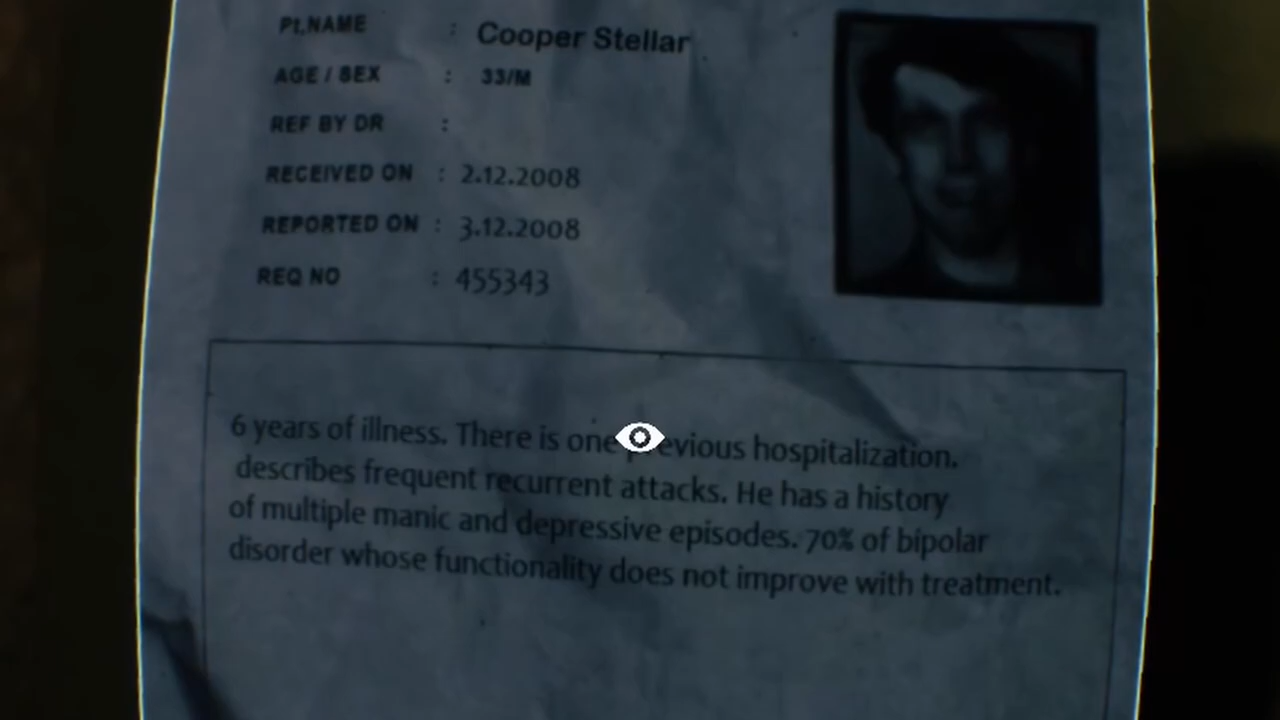 Pt,NAME : Cooper Stellar
AGE / SEX : 33/M
REF BY DR :
RECEIVED ON : 2.12.2008
REPORTED ON : 3.12.2008
REQ NO : 455343
6 years of illness. There is one previous hospitalization.
describes frequent recurrent attacks. He has a history
of multiple manic and depressive episodes. 70% of bipolar
disorder whose functionality does not improve with treatment.